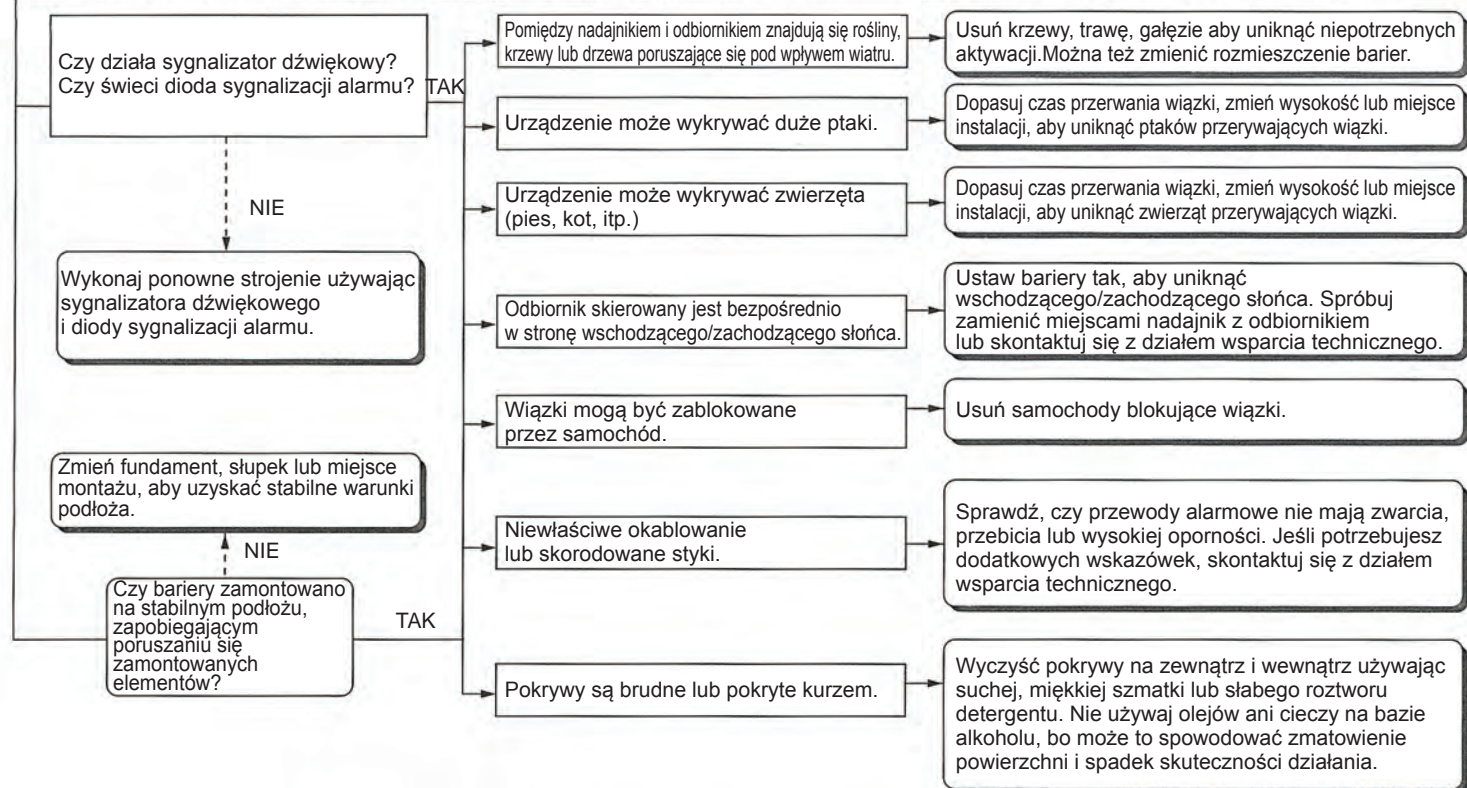 Czy działa sygnalizator dźwiękowy?
Czy świeci dioda sygnalizacji alarmu?
TAK
NIE
Wykonaj ponowne strojenie używając
sygnalizatora dźwiękowego
i diody sygnalizacji alarmu.
Zmień fundament, słupek lub miejsce
montażu, aby uzyskać stabilne warunki
podłoża.
NIE
Czy bariery zamontowano
na stabilnym podłożu,
zapobiegającym
poruszaniu się
zamontowanych
elementów?
TAK
Pomiędzy nadajnikiem i odbiornikiem znajdują się rośliny,
krzewy lub drzewa poruszające się pod wpływem wiatru.
Usuń krzewy, trawę, gałęzie aby uniknąć niepotrzebnych
aktywacji.Można też zmienić rozmieszczenie barier.
Urządzenie może wykrywać duże ptaki.
Dopasuj czas przerwania wiązki, zmień wysokość lub miejsce
instalacji, aby uniknąć ptaków przerywających wiązki.
Urządzenie może wykrywać zwierzęta
(pies, kot, itp.)
Dopasuj czas przerwania wiązki, zmień wysokość lub miejsce
instalacji, aby uniknąć zwierząt przerywających wiązki.
Odbiornik skierowany jest bezpośrednio
w stronę wschodzącego/zachodzącego słońca.
Ustaw bariery tak, aby uniknąć
wschodzącego/zachodzącego słońca. Spróbuj
zamienić miejscami nadajnik z odbiornikiem
lub skontaktuj się z działem wsparcia technicznego.
Wiązki mogą być zablokowane
przez samochód.
Usuń samochody blokujące wiązki.
Niewłaściwe okablowanie
lub skorodowane styki.
Sprawdź, czy przewody alarmowe nie mają zwarcia,
przebicia lub wysokiej oporności. Jeśli potrzebujesz
dodatkowych wskazówek, skontaktuj się z działem
wsparcia technicznego.
Pokrywy są brudne lub pokryte kurzem.
Wyczyść pokrywy na zewnątrz i wewnątrz używając
suchej, miękkiej szmatki lub słabego roztworu
detergentu. Nie używaj olejów ani cieczy na bazie
alkoholu, bo może to spowodować zmatowienie
powierzchni i spadek skuteczności działania.